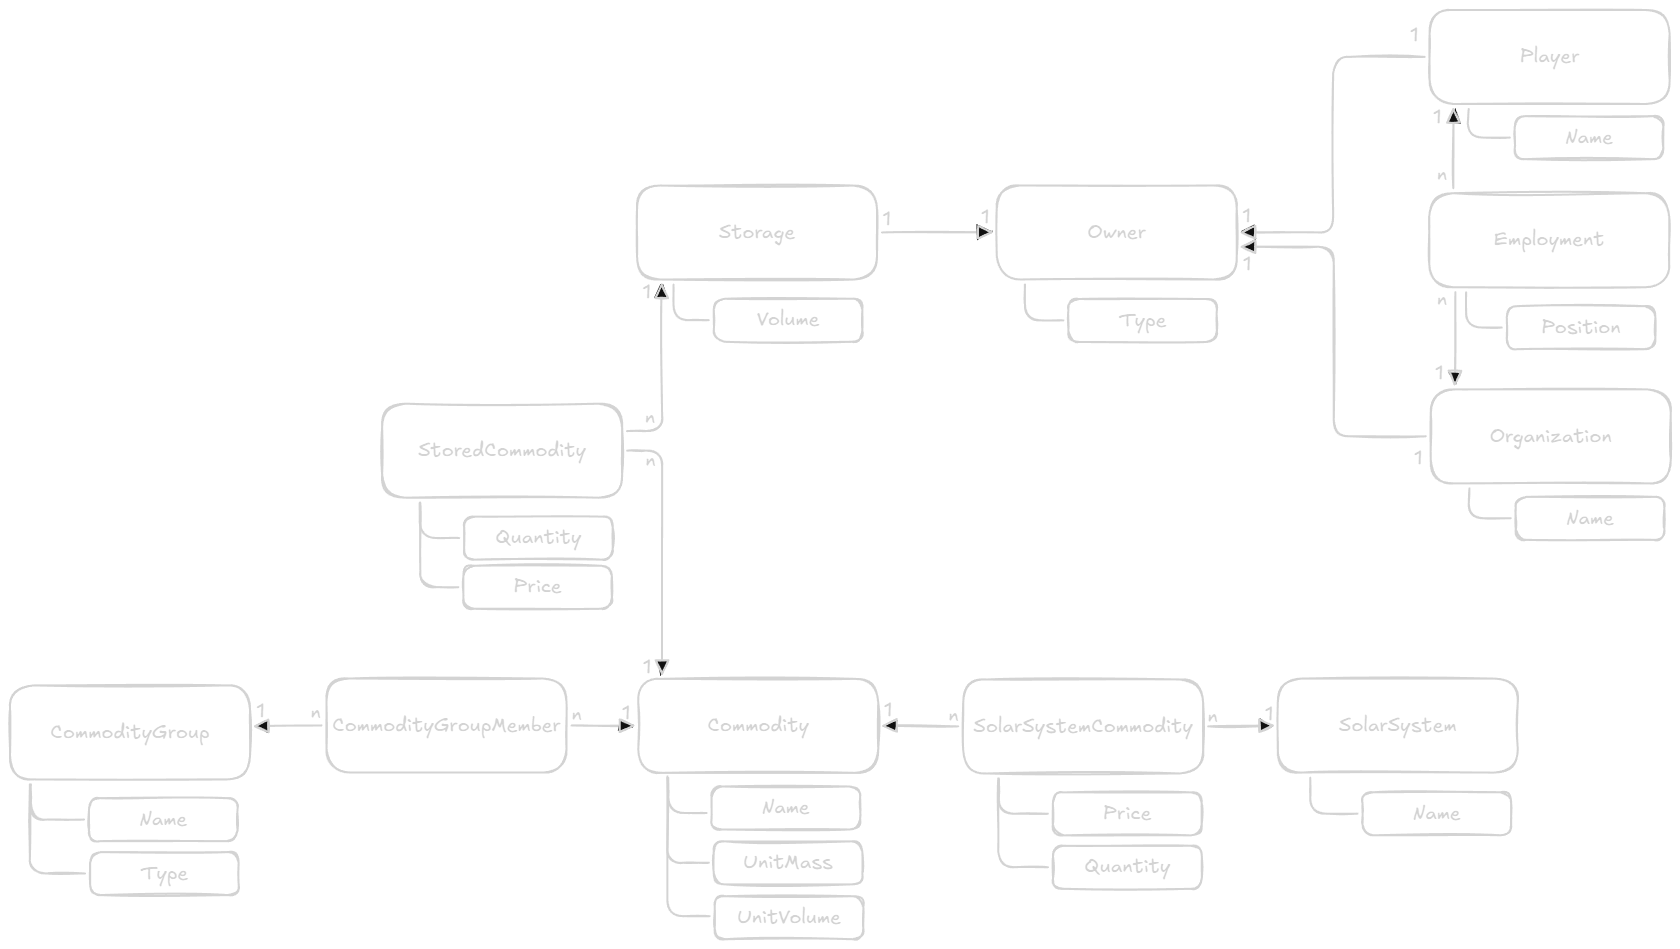 1
Player
1
Name
n
Storage
1
1
Owner
1
Employment
1
1
Volume
Type
n
Position
1
n
StoredCommodity
n
Organization
1
Quantity
Name
Price
1
CommodityGroup
1
n
CommodityGroupMember
n
1
Commodity
1
n
SolarSystemCommodity
n
1
SolarSystem
Name
Type
Name
UnitMass
UnitVolume
Price
Quantity
Name